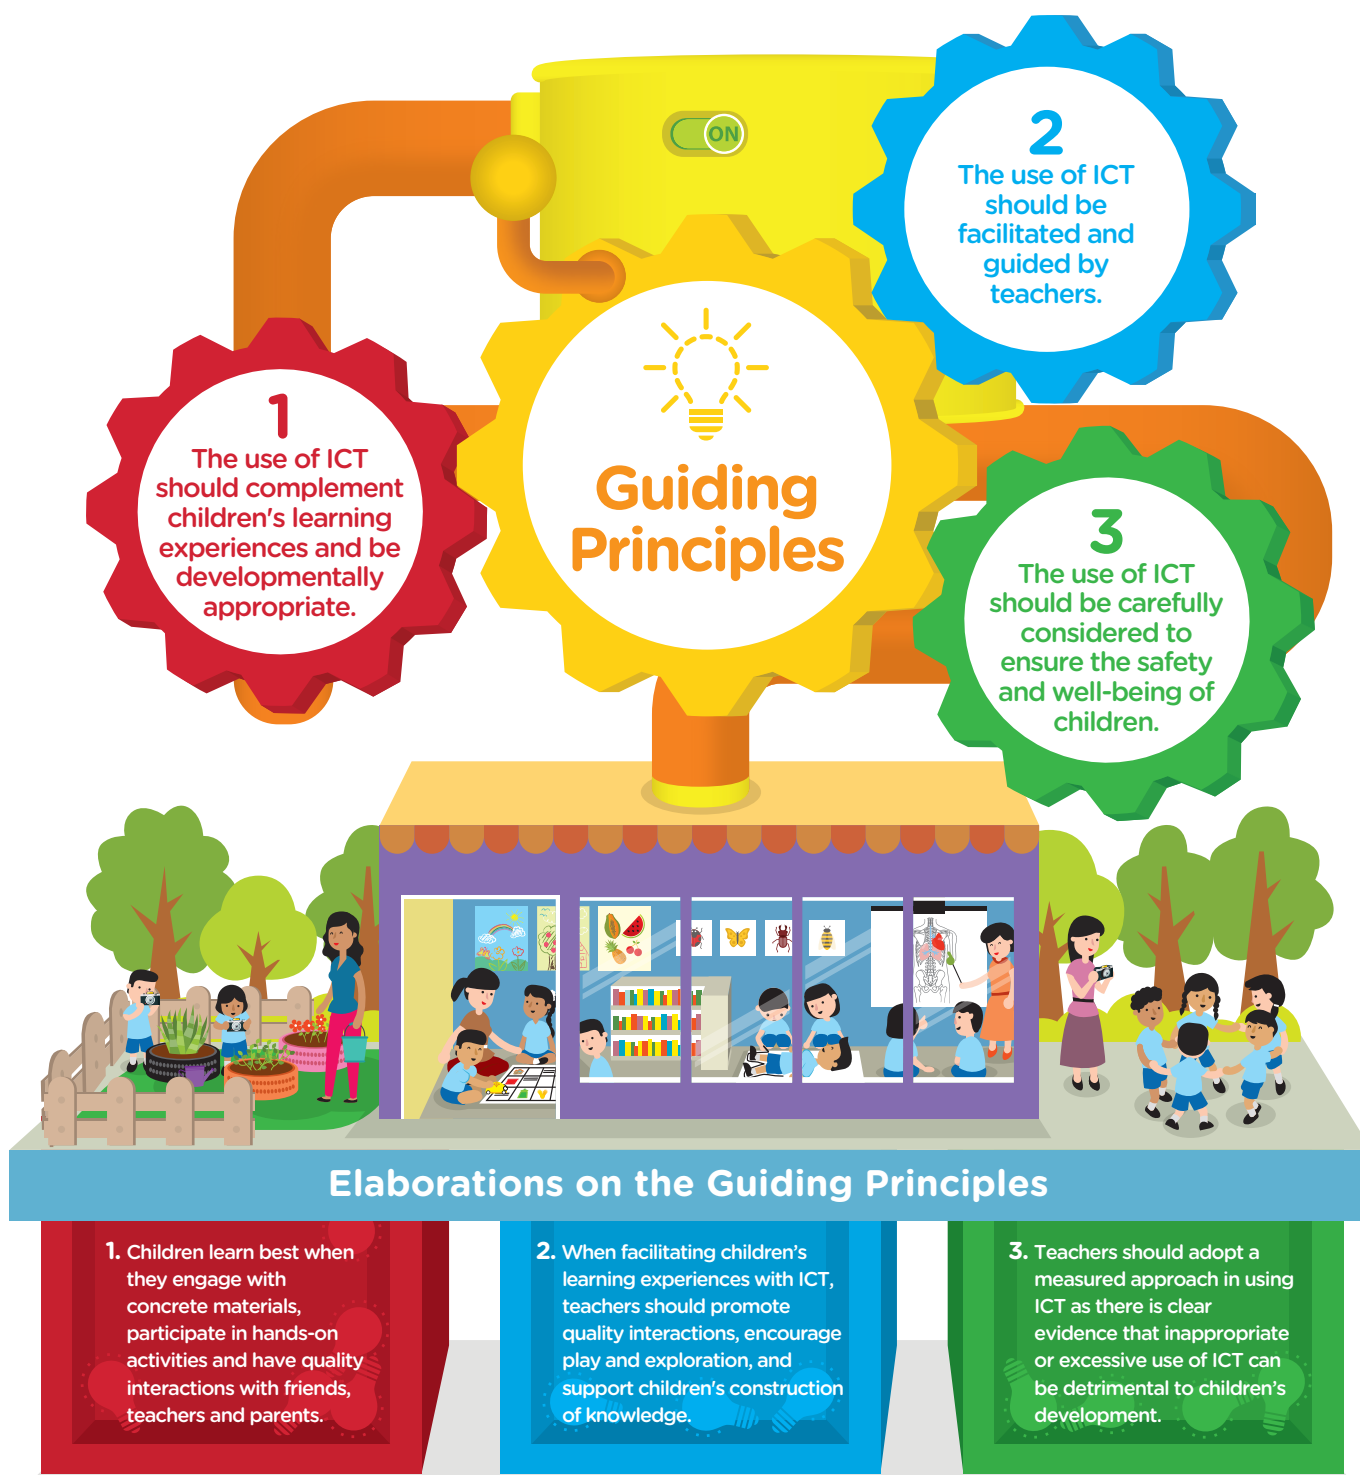 ON
Guiding
Principles
1
The use of ICT
should complement
children's learning
experiences and be
developmentally
appropriate.
2
The use of ICT
should be
facilitated and
guided by
teachers.
3
The use of ICT
should be carefully
considered to
ensure the safety
and well-being of
children.
Elaborations on the Guiding Principles
1. Children learn best when
they engage with
concrete materials,
participate in hands-on
activities and have quality
interactions with friends,
teachers and parents.
2. When facilitating children’s
learning experiences with ICT,
teachers should promote
quality interactions, encourage
play and exploration, and
support children's construction
of knowledge.
3. Teachers should adopt a
measured approach in using
ICT as there is clear
evidence that inappropriate
or excessive use of ICT can
be detrimental to children’s
development.